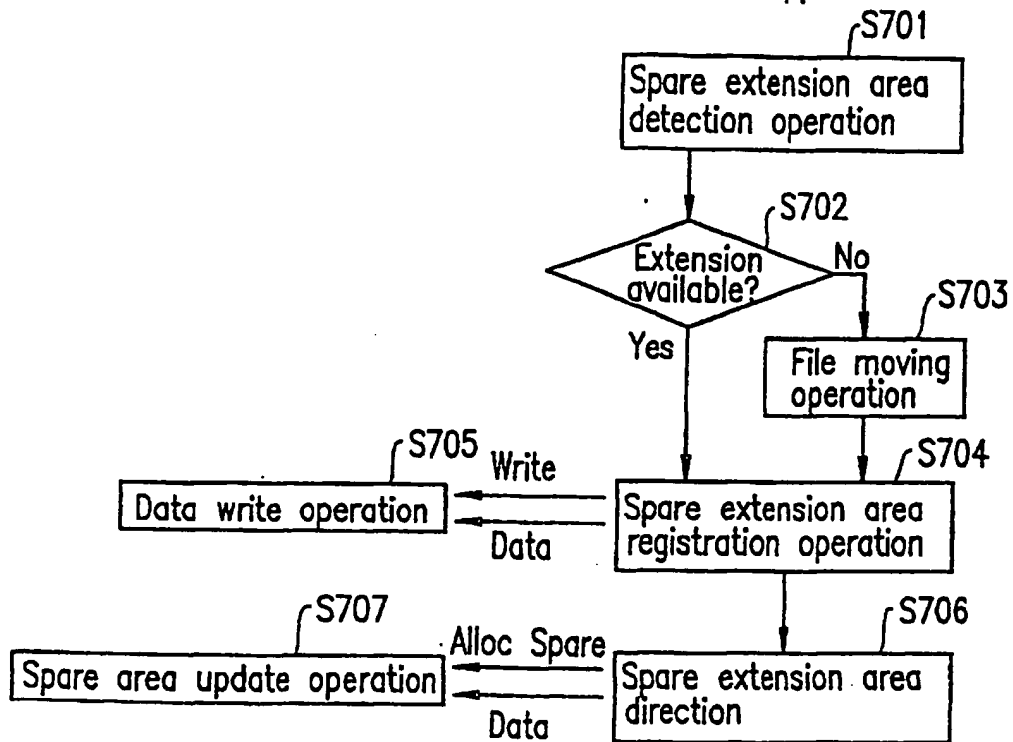 S701
Spare extension area
detection operation
S702
Extension
available?
No
Yes
S703
File moving
operation
S705
Write
S704
Data write operation
Data
Spare extension area
registration operation
S707
S706
Alloc Spare
Spare area update operation
Data
Spare extension area
direction